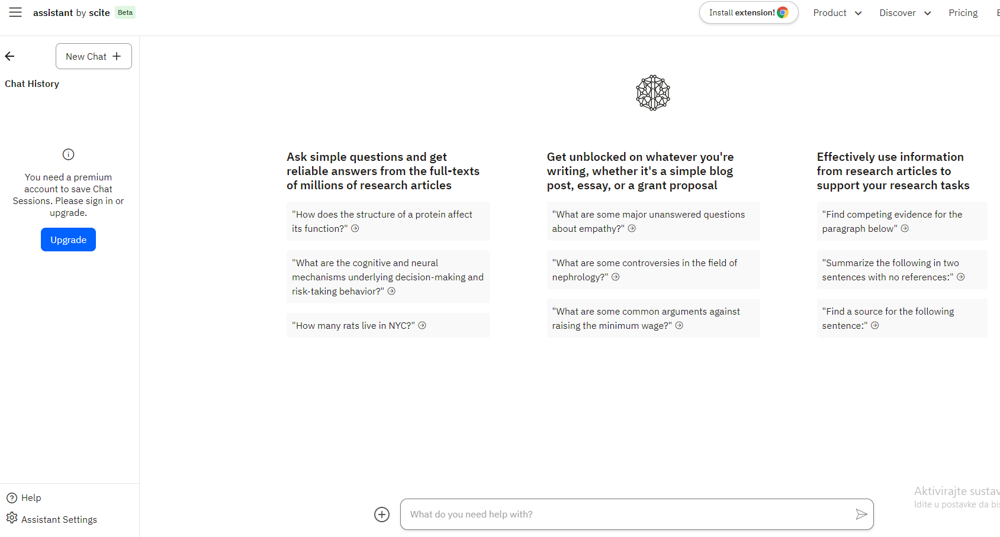 assistant by scite Beta
Install extension!
Product
Discover
Pricing
New Chat
Chat History
You need a premium
account to save Chat
Sessions. Please sign in or
upgrade.
Upgrade
Help
Assistant Settings
Ask simple questions and get
reliable answers from the full-texts
of millions of research articles
"How does the structure of a protein affect
its function?"
"What are the cognitive and neural
mechanisms underlying decision-making and
risk-taking behavior?"
"How many rats live in NYC?"
Get unblocked on whatever you're
writing, whether it's a simple blog
post, essay, or a grant proposal
"What are some major unanswered questions
about empathy?"
"What are some controversies in the field of
nephrology?"
"What are some common arguments against
raising the minimum wage?"
Effectively use information
from research articles to
support your research tasks
"Find competing evidence for the
paragraph below"
"Summarize the following in two
sentences with no references:"
"Find a source for the following
sentence:"
What do you need help with?
Aktivirajte sustav
Idite u postavke da bis